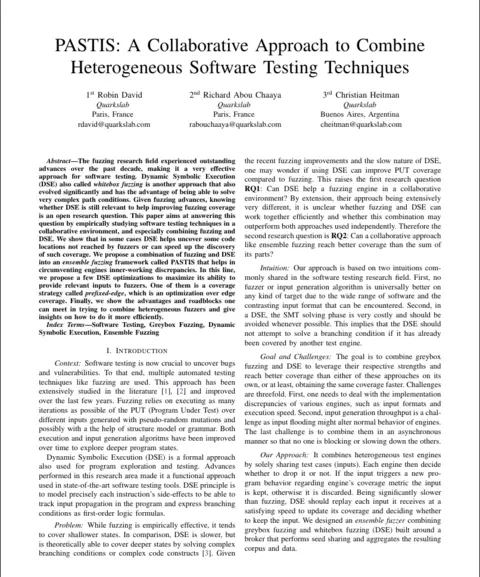 PASTIS: A Collaborative Approach to Combine
Heterogeneous Software Testing Techniques
1st Robin David
Quarkslab
Paris, France
rdavid@quarkslab.com
2nd Richard Abou Chaaya
Quarkslab
Paris, France
rabouchaaya@quarkslab.com
3rd Christian Heitman
Quarkslab
Buenos Aires, Argentina
cheitman@quarkslab.com
Abstract—The fuzzing research field experienced outstanding
advances over the past decade, making it a very effective
approach for software testing. Dynamic Symbolic Execution
(DSE) also called whitebox fuzzing is another approach that also
evolved significantly and has the advantage of being able to solve
very complex path conditions. Given fuzzing advances, knowing
whether DSE is still relevant to help improving fuzzing coverage
is an open research question. This paper aims at answering this
question by empirically studying software testing techniques in a
collaborative environment, and especially combining fuzzing and
DSE. We show that in some cases DSE helps uncover some code
locations not reached by fuzzers or can speed up the discovery
of such coverage. We propose a combination of fuzzing and DSE
into an ensemble fuzzing framework called PASTIS that helps in
circumventing engines inner-working discrepancies. In this line,
we propose a few DSE optimizations to maximize its ability to
provide relevant inputs to fuzzers. One of them is a coverage
strategy called prefixed-edge, which is an optimization over edge
coverage. Finally, we show the advantages and roadblocks one
can meet in trying to combine heterogeneous fuzzers and give
insights on how to do it more efficiently.
Index Terms—Software Testing, Greybox Fuzzing, Dynamic
Symbolic Execution, Ensemble Fuzzing
I. INTRODUCTION
Context: Software testing is now crucial to uncover bugs
and vulnerabilities. To that end, multiple automated testing
techniques like fuzzing are used. This approach has been
extensively studied in the literature [1], [2] and improved
over the last few years. Fuzzing relies on executing as many
iterations as possible of the PUT (Program Under Test) over
different inputs generated with pseudo-random mutations and
possibly with a the help of structure model or grammar. Both
execution and input generation algoritms have been improved
over time to explore deeper program states.
Dynamic Symbolic Execution (DSE) is a formal approach
also used for program exploration and testing. Advances
performed in this research area made it a functional approach
used in state-of-the-art software testing tools. DSE principle is
to model precisely each instruction's side-effects to be able to
track input propagation in the program and express branching
conditions as first-order logic formulas.
Problem: While fuzzing is empirically effective, it tends
to cover shallower states. In comparison, DSE is slower, but
is theoretically able to cover deeper states by solving complex
branching conditions or complex code constructs [3]. Given
the recent fuzzing improvements and the slow nature of DSE,
one may wonder if using DSE can improve PUT coverage
compared to fuzzing. This raises the first research question
RQ1: Can DSE help a fuzzing engine in a collaborative
environment? By extension, their approach being extensively
very different, it is unclear whether fuzzing and DSE can
work together efficiently and whether this combination may
outperform both approaches used independently. Therefore the
second research question is RQ2: Can a collaborative approach
like ensemble fuzzing reach better coverage than the sum of
its parts?
Intuition: Our approach is based on two intuitions com-
monly shared in the software testing research field. First, no
fuzzer or input generation algorithm is universally better on
any kind of target due to the wide range of software and the
contrasting input format that can be encountered. Second, in
a DSE, the SMT solving phase is very costly and should be
avoided whenever possible. This implies that the DSE should
not attempt to solve a branching condition if it has already
been covered by another test engine.
Goal and Challenges: The goal is to combine greybox
fuzzing and DSE to leverage their respective strengths and
reach better coverage than either of these approaches on its
own, or at least, obtaining the same coverage faster. Challenges
are threefold. First, one needs to deal with the implementation
discrepancies of various engines, such as input formats and
execution speed. Second, input generation throughput is a chal-
lenge as input flooding might alter normal behavior of engines.
The last challenge is to combine them in an asynchronous
manner so that no one is blocking or slowing down the others.
Our Approach: It combines heterogeneous test engines
by solely sharing test cases (inputs). Each engine then decide
whether to drop it or not. If the input triggers a new pro-
gram behavior regarding engine's coverage metric the input
is kept, otherwise it is discarded. Being significantly slower
than fuzzing, DSE should replay each input it receives at a
satisfying speed to update its coverage and deciding whether
to keep the input. We designed an ensemble fuzzer combining
greybox fuzzing and whitebox fuzzing (DSE) built around a
broker that performs seed sharing and aggregates the resulting
corpus and data.